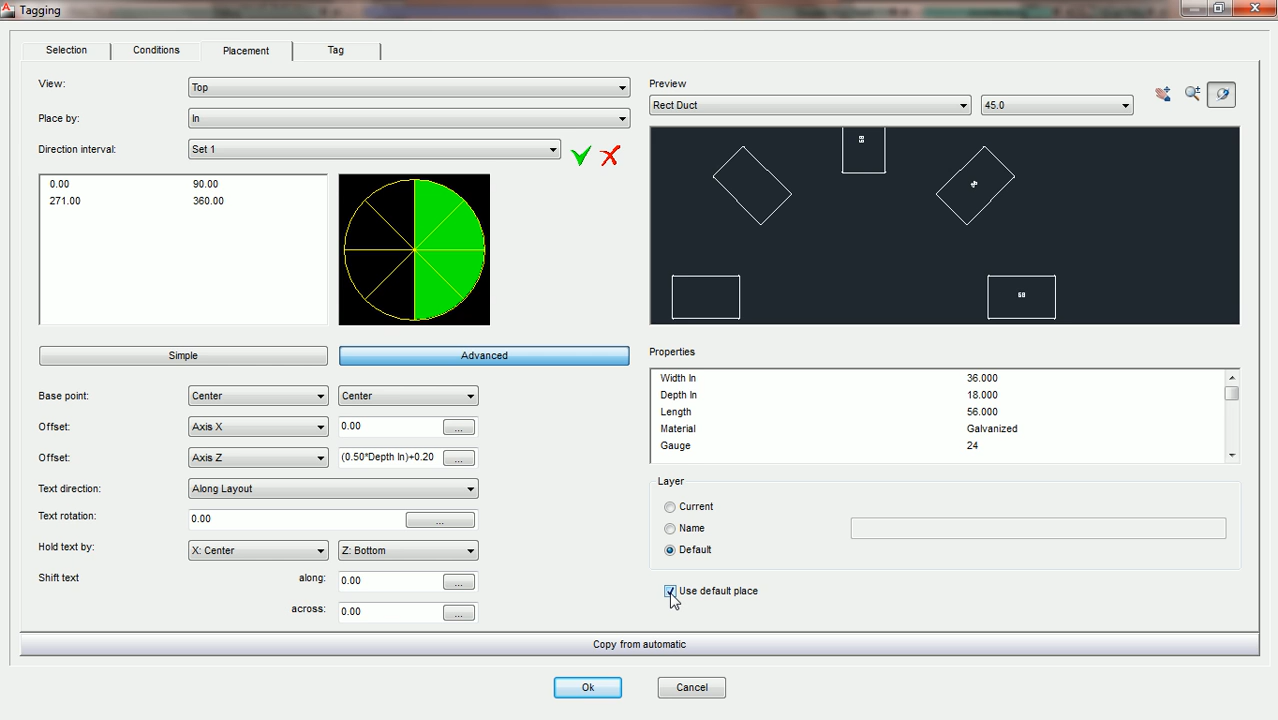 Tagging
Selection
Conditions
Placement
Tag
View:
Top
Place by:
In
Direction interval:
Set 1
0.00 90.00
271.00 360.00
Simple
Advanced
Base point:
Center
Center
Offset:
Axis X
0.00
...
Offset:
Axis Z
(0.50*Depth In)+0.20
...
Text direction:
Along Layout
Text rotation:
0.00
...
Hold text by:
X: Center
Z: Bottom
Shift text
along:
0.00
...
across:
0.00
...
Preview
Rect Duct
45.0
Properties
Width In 36.000
Depth In 18.000
Length 56.000
Material Galvanized
Gauge 24
Layer
Current
Name
Default
Use default place
Copy from automatic
Ok
Cancel